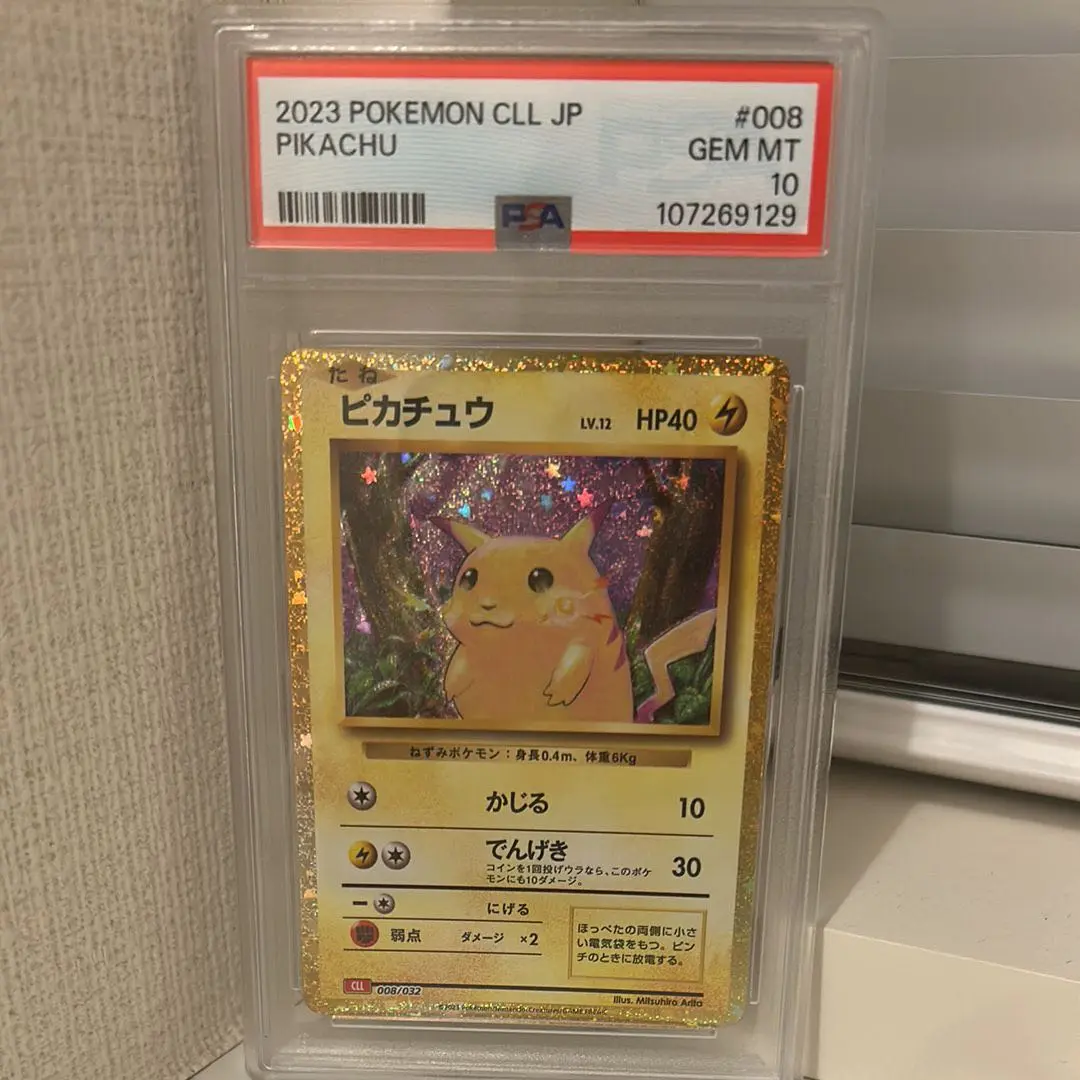 2023 POKEMON CLL JP #008
PIKACHU GEM MT
10
PSA 107269129
たね
ピカチュウ LV.12 HP40
ねずみポケモン:身長0.4m、体重6Kg
かじる 10
でんげき 30
コインを1回投げウラなら、このポケ
モンにも10ダメージ。
にげる
弱点 ダメージ ×2
ほっぺたの両側に小さ
い電気袋をもつ。ピン
チのときに放電する。
CLL 008/032
Illus. Mitsuhiro Arita
©2023 Pokémon/Nintendo/Creatures/GAME FREAK